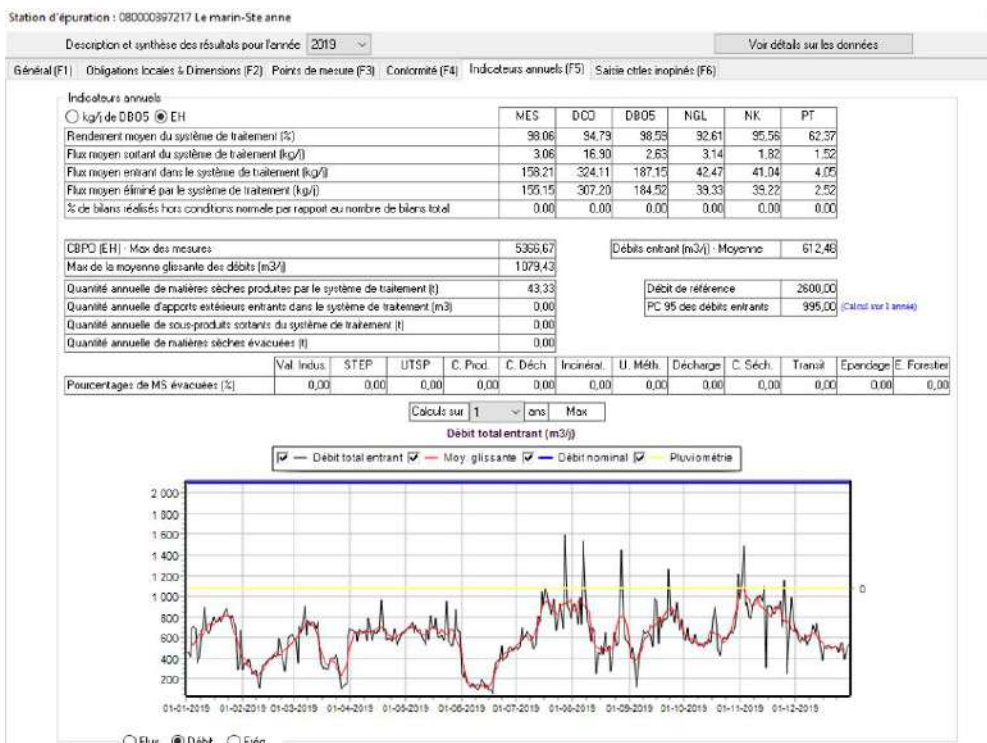 Station d'épuration : 080000397217 Le marin-Ste anne
Description et synthèse des résultats pour l'année 2019 Voir détails sur les données
Général (F1) Obligations locales & Dimensions (F2) Points de mesure (F3) Conformité (F4) Indicateurs annuels (F5) Saisie ctrles inopinés (F6)
Indicateurs annuels
kg/j de DBO5 EH MES DCO DBO5 NGL NK PT
Rendement moyen du système de traitement (%) 98.06 94,79 98,59 92,61 95,56 62,37
Flux moyen sortant du système de traitement (kg/j) 3.06 16,90 2,63 3,14 1,82 1,52
Flux moyen entrant dans le système de traitement (kg/j) 158.21 324,11 187,15 42,47 41,04 4,05
Flux moyen éliminé par le système de traitement (kg/j) 155,15 307,20 184,52 39,33 39,22 2,52
% de bilans réalisés hors conditions normale par rapport au nombre de bilans total 0,00 0,00 0,00 0,00 0,00 0,00
CBPO (EH) - Max des mesures 5366,67 Débits entrant (m3/j) - Moyenne 612,48
Max de la moyenne glissante des débits (m3/j) 1079,43
Quantité annuelle de matières sèches produites par le système de traitement (t) 43,33 Débit de référence 2600,00
Quantité annuelle d'apports extérieurs entrants dans le système de traitement (m3) 0,00 PC 95 des débits entrants 995,00 (Calcul sur 1 année)
Quantité annuelle de sous-produits sortants du système de traitement (t) 0,00
Quantité annuelle de matières sèches évacuées (t) 0,00
Val. Indus. STEP UTSP C. Prod. C. Déch. Incinérat. U. Méth. Décharge C. Séch. Transit Epandage E. Forestier
Pourcentages de MS évacuées (%) 0,00 0,00 0,00 0,00 0,00 0,00 0,00 0,00 0,00 0,00 0,00 0,00
Calculs sur 1 ans Max
Débit total entrant (m3/j)
Débit total entrant Moy. glissante Débit nominal Pluviométrie
2 000
1 800
1 600
1 400
1 200
1 000
800
600
400
200
0
01-01-2019 01-02-2019 01-03-2019 01-04-2019 01-05-2019 01-06-2019 01-07-2019 01-08-2019 01-09-2019 01-10-2019 01-11-2019 01-12-2019
Flux Débit Fréq